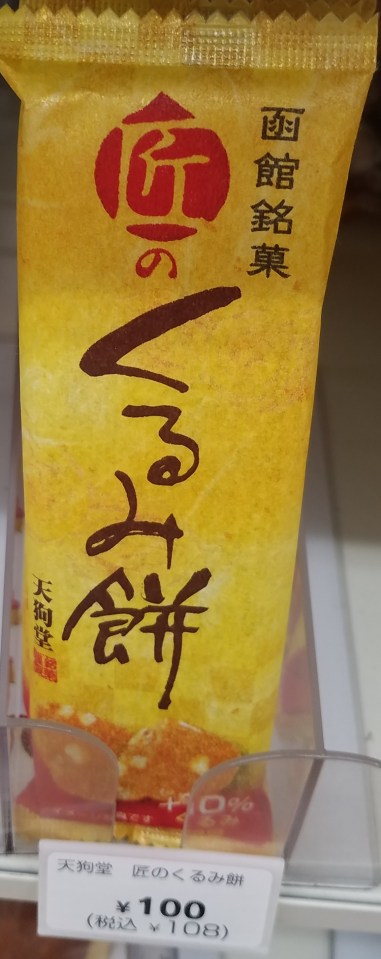 函館銘菓
匠の
くるみ餅
天狗堂
くるみ
天狗堂 匠のくるみ餅
¥100
(税込 ¥108)